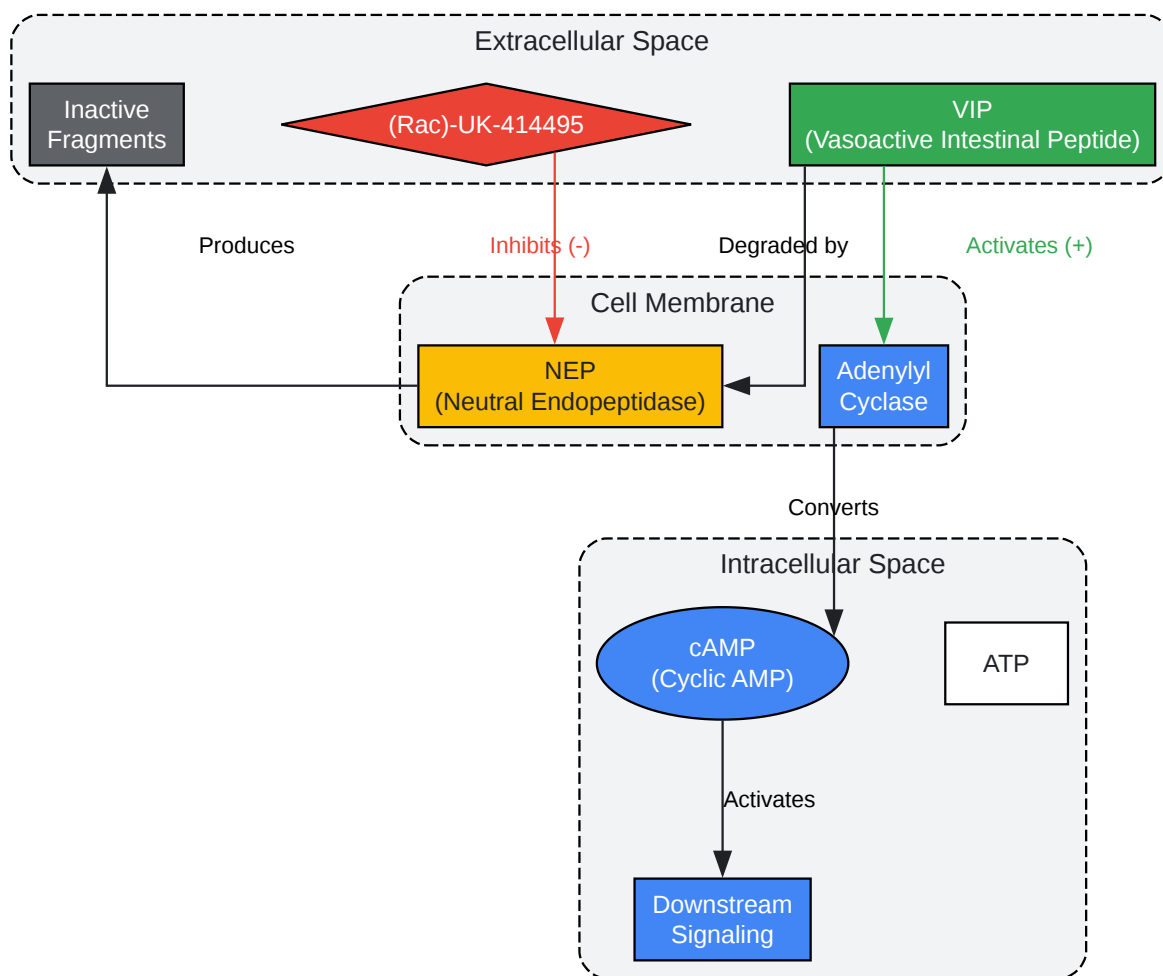 Extracellular Space
Inactive
Fragments
(Rac)-UK-414495
VIP
(Vasoactive Intestinal Peptide)
Produces
Inhibits (-)
Degraded by
Activates (+)
Cell Membrane
NEP
(Neutral Endopeptidase)
Adenylyl
Cyclase
Converts
Intracellular Space
cAMP
(Cyclic AMP)
ATP
Activates
Downstream
Signaling